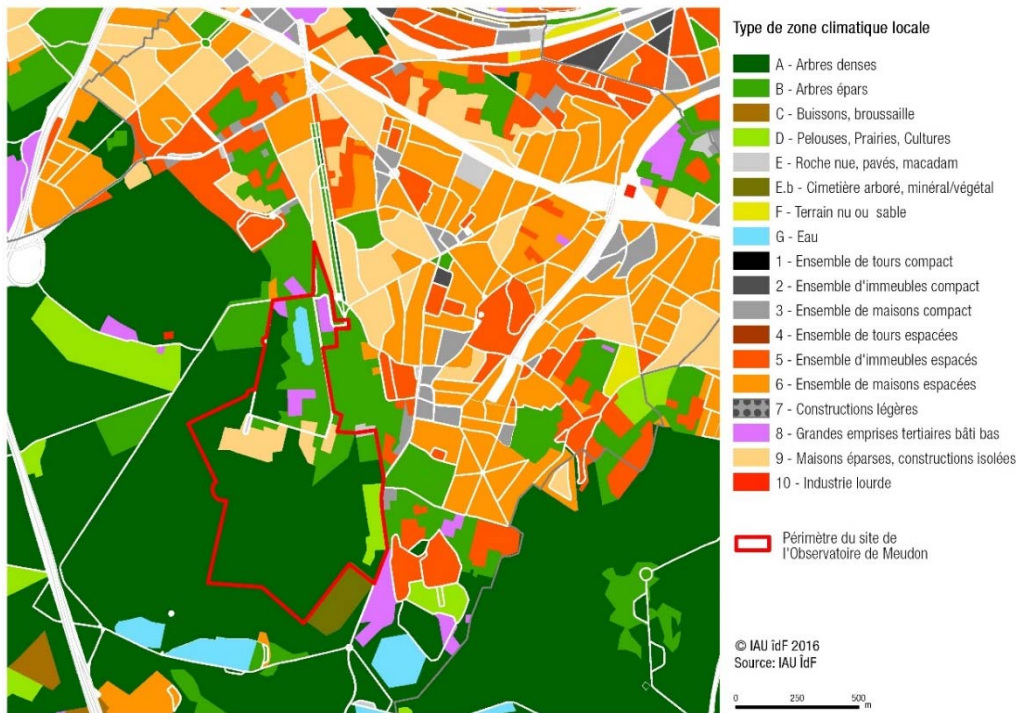 Type de zone climatique locale
A - Arbres denses
B - Arbres épars
C - Buissons, broussaille
D - Pelouses, Prairies, Cultures
E - Roche nue, pavés, macadam
E.b - Cimetière arboré, minéral/végétal
F - Terrain nu ou sable
G - Eau
1 - Ensemble de tours compact
2 - Ensemble d'immeubles compact
3 - Ensemble de maisons compact
4 - Ensemble de tours espacées
5 - Ensemble d'immeubles espacés
6 - Ensemble de maisons espacées
7 - Constructions légères
8 - Grandes emprises tertiaires bâti bas
9 - Maisons éparses, constructions isolées
10 - Industrie lourde
Périmètre du site de
l'Observatoire de Meudon
© IAU îdF 2016
Source: IAU ÎdF
0 250 500
m